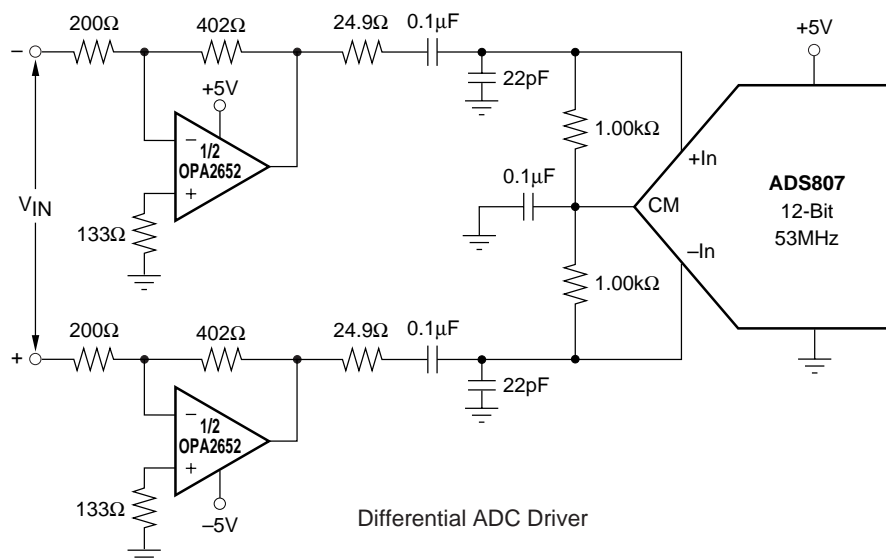 200Ω 402Ω 24.9Ω 0.1μF
+5V
–
22pF
+5V
1.00kΩ
–
1/2
OPA2652
+
+In
0.1μF
ADS807
12-Bit
53MHz
CM
VIN
133Ω
–In
1.00kΩ
200Ω 402Ω 24.9Ω 0.1μF
+
22pF
–
1/2
OPA2652
+
133Ω
–5V
Differential ADC Driver